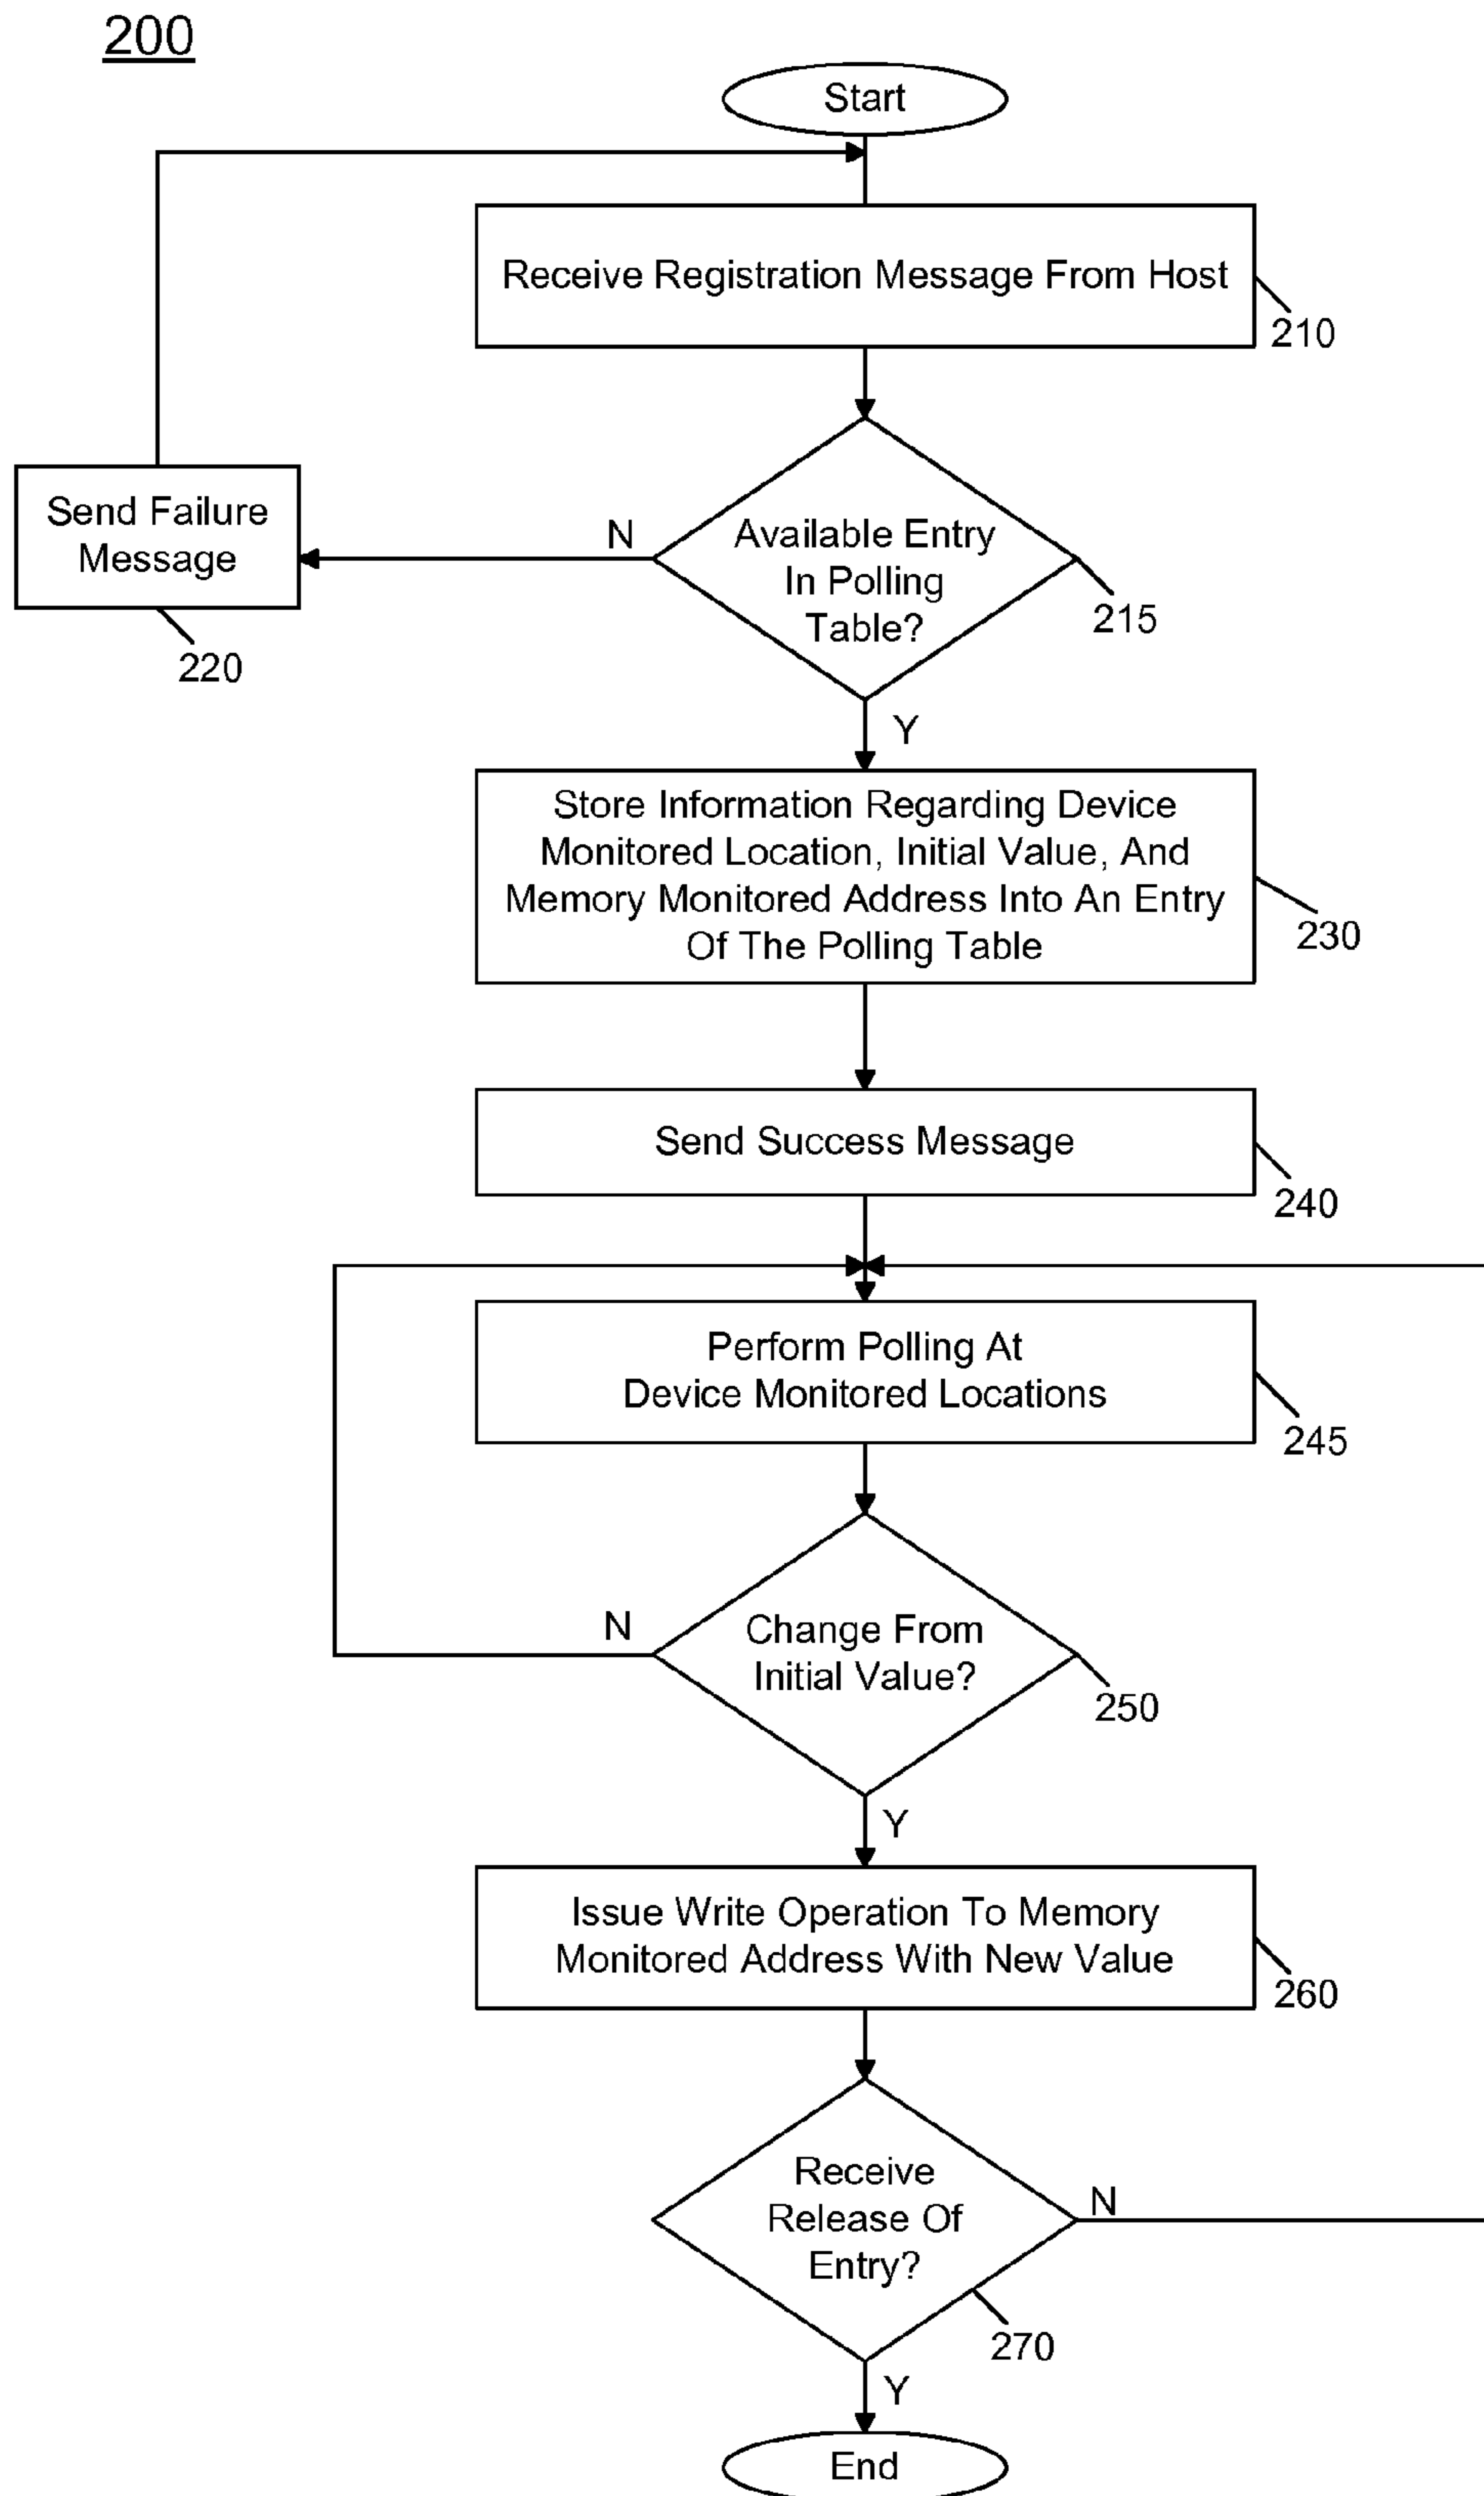 200
Start
Receive Registration Message From Host
210
Send Failure
Message
220
N
Available Entry
In Polling
Table?
215
Y
Store Information Regarding Device
Monitored Location, Initial Value, And
Memory Monitored Address Into An Entry
Of The Polling Table
230
Send Success Message
240
Perform Polling At
Device Monitored Locations
245
N
Change From
Initial Value?
250
Y
Issue Write Operation To Memory
Monitored Address With New Value
260
Receive
Release Of
Entry?
N
270
Y
End